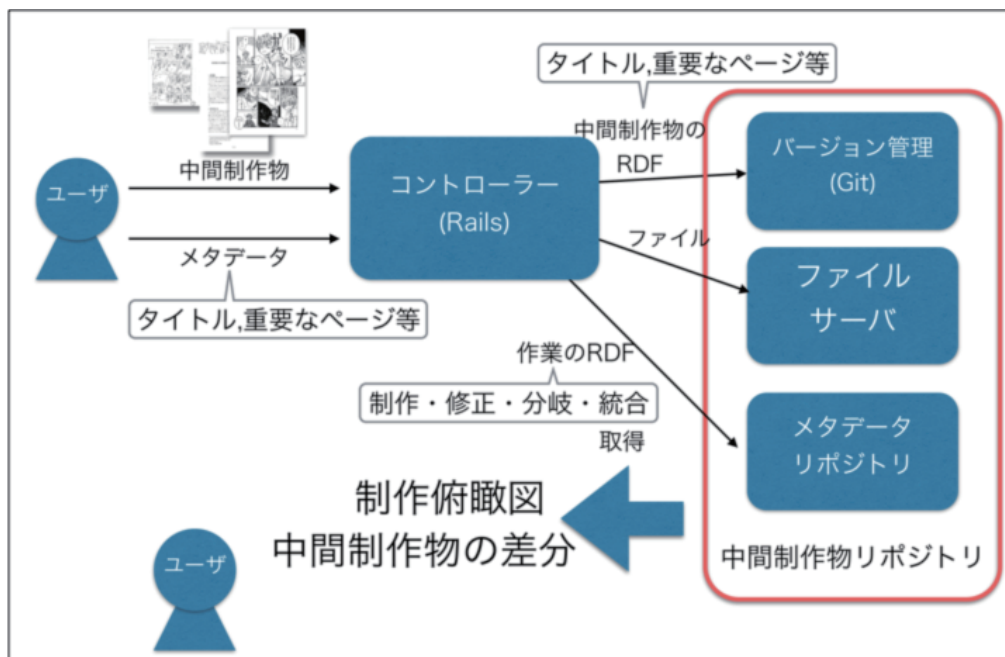 タイトル,重要なページ等
中間制作物の
RDF
バージョン管理
(Git)
中間制作物
ユーザ
コントローラー
(Rails)
ファイル
ファイル
サーバ
メタデータ
タイトル,重要なページ等
作業のRDF
制作・修正・分岐・統合
取得
メタデータ
リポジトリ
制作俯瞰図
中間制作物の差分
中間制作物リポジトリ
ユーザ